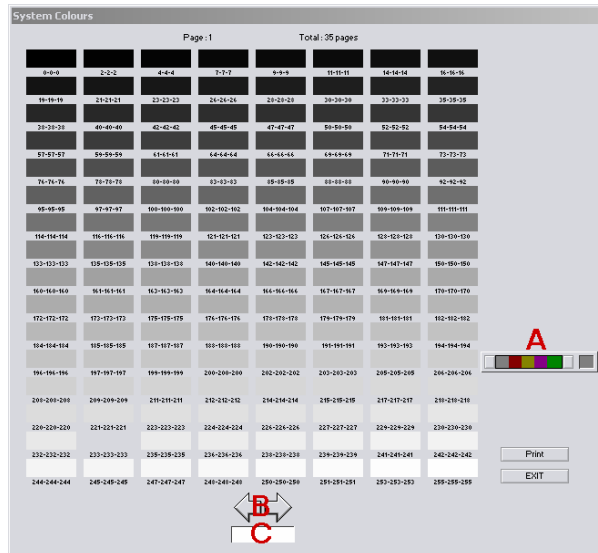 System Colours
Page:1 Total: 35 pages
0-0-0 2-2-2 4-4-4 7-7-7 9-9-9 11-11-11 14-14-14 16-16-16
19-19-19 21-21-21 23-23-23 26-26-26 28-28-28 30-30-30 33-33-33 35-35-35
38-38-38 40-40-40 42-42-42 45-45-45 47-47-47 50-50-50 52-52-52 54-54-54
57-57-57 59-59-59 61-61-61 64-64-64 66-66-66 69-69-69 71-71-71 73-73-73
76-76-76 78-78-78 80-80-80 83-83-83 85-85-85 88-88-88 90-90-90 92-92-92
95-95-95 97-97-97 100-100-100 102-102-102 104-104-104 107-107-107 109-109-109 111-111-111
114-114-114 116-116-116 119-119-119 121-121-121 123-123-123 126-126-126 128-128-128 130-130-130
133-133-133 135-135-135 138-138-138 140-140-140 142-142-142 145-145-145 147-147-147 150-150-150
160-160-160 161-161-161 163-163-163 164-164-164 166-166-166 167-167-167 169-169-169 170-170-170
172-172-172 173-173-173 175-175-175 176-176-176 178-178-178 179-179-179 181-181-181 182-182-182
A
184-184-184 185-185-185 187-187-187 188-188-188 190-190-190 191-191-191 193-193-193 194-194-194
196-196-196 197-197-197 199-199-199 200-200-200 202-202-202 203-203-203 205-205-205 206-206-206
208-208-208 209-209-209 211-211-211 212-212-212 214-214-214 215-215-215 217-217-217 218-218-218
220-220-220 221-221-221 223-223-223 224-224-224 226-226-226 227-227-227 229-229-229 230-230-230
232-232-232 233-233-233 235-235-235 236-236-236 238-238-238 239-239-239 241-241-241 242-242-242
Print
EXIT
244-244-244 245-245-245 247-247-247 248-248-248 250-250-250 251-251-251 253-253-253 255-255-255
B
C